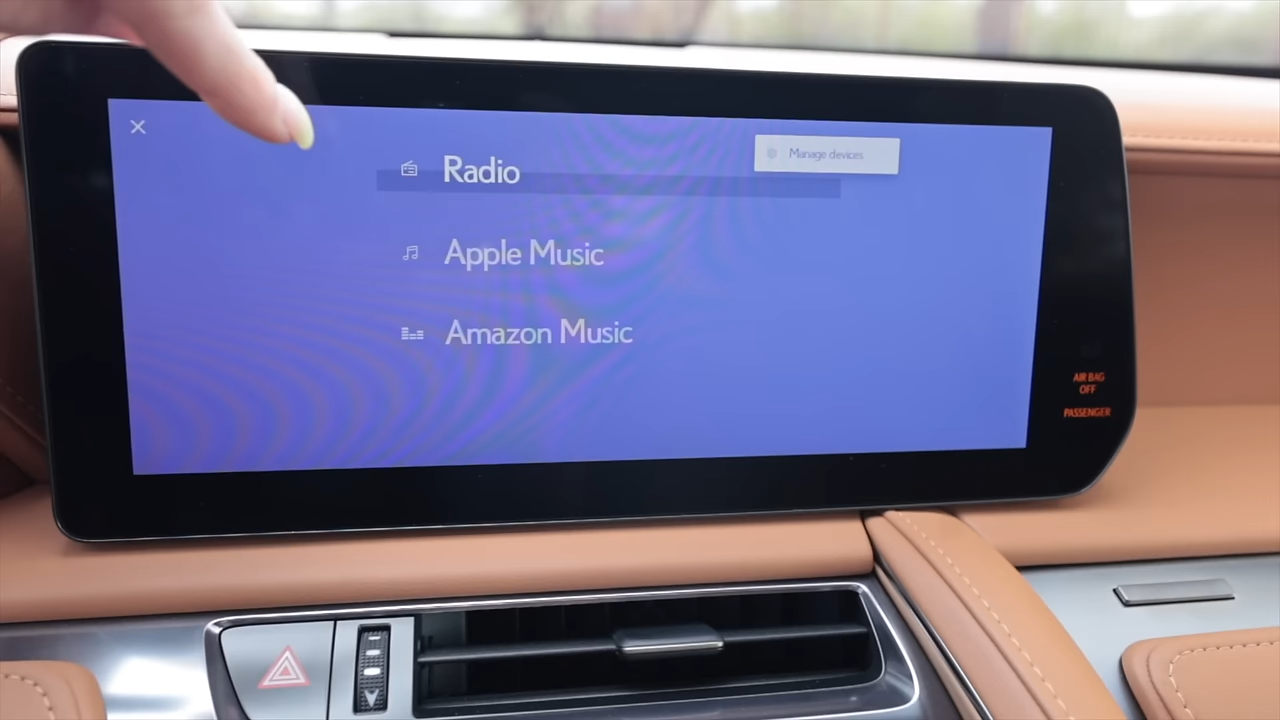 Radio
Manage devices
Apple Music
Amazon Music
AIR BAG
OFF
PASSENGER